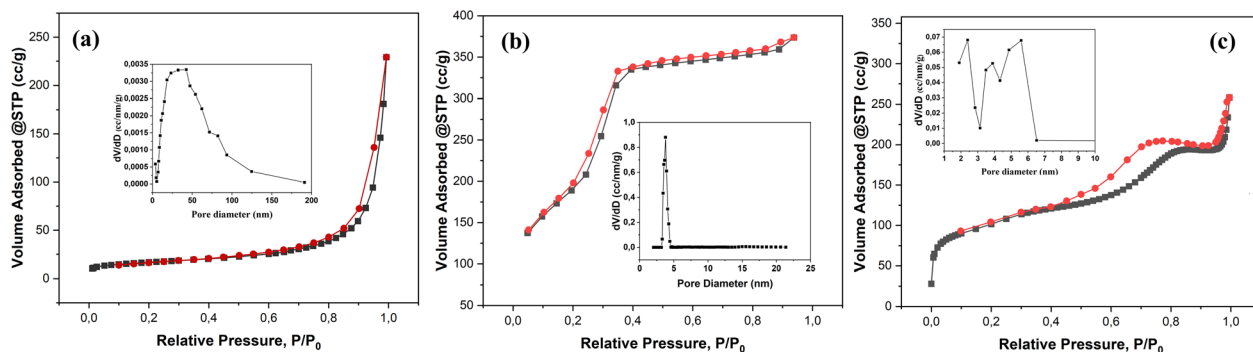 (a)
Volume Adsorbed @STP (cc/g)
250
200
150
100
50
0
0,0 0,2 0,4 0,6 0,8 1,0
Relative Pressure, P/P0
dV/dD (cc/nm/g)
0,0035
0,0030
0,0025
0,0020
0,0015
0,0010
0,0005
0,0000
0 50 100 150 200
Pore diameter (nm)
(b)
Volume Adsorbed @STP (cc/g)
400
350
300
250
200
150
100
50
0,0 0,2 0,4 0,6 0,8 1,0
Relative Pressure, P/P0
dV/dD (cc/nm/g)
1,0
0,8
0,6
0,4
0,2
0,0
0 5 10 15 20 25
Pore Diameter (nm)
(c)
Volume Adsorbed @STP (cc/g)
350
300
250
200
150
100
50
0
0,0 0,2 0,4 0,6 0,8 1,0
Relative Pressure, P/P0
dV/dD (cc/nm/g)
0,07
0,06
0,05
0,04
0,03
0,02
0,01
0,00
1 2 3 4 5 6 7 8 9 10
Pore diameter (nm)